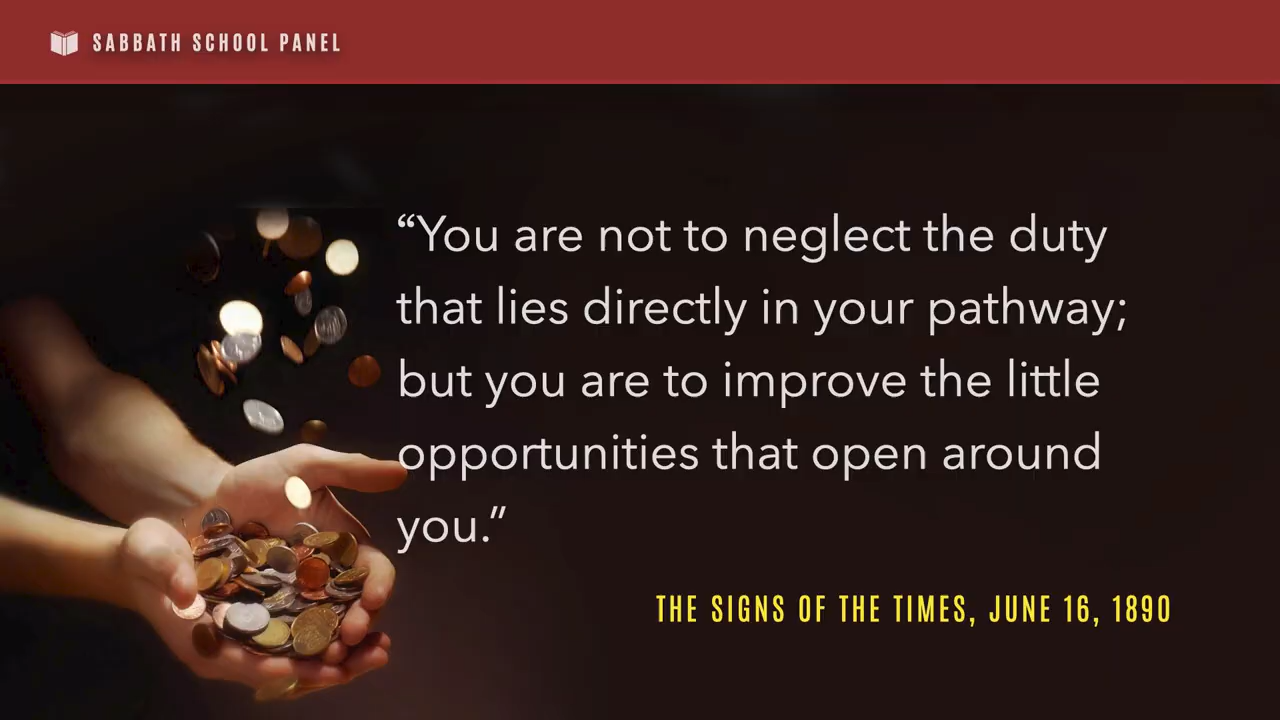 SABBATH SCHOOL PANEL
“You are not to neglect the duty
that lies directly in your pathway;
but you are to improve the little
opportunities that open around
you.”
THE SIGNS OF THE TIMES, JUNE 16, 1890